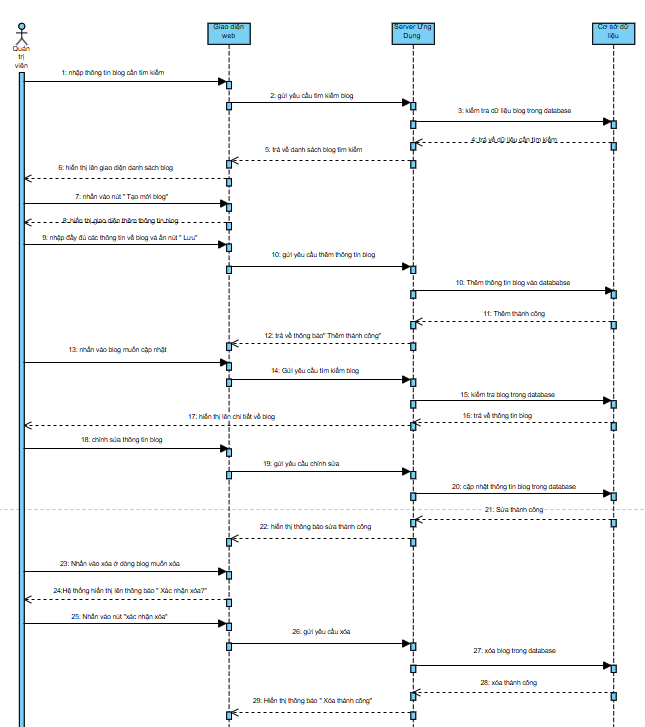 Quản
trị
viên
Giao diện
web
Server Ứng
Dụng
Cơ sở dữ
liệu
1: nhập thông tin blog cần tìm kiếm
2: gửi yêu cầu tìm kiếm blog
3: kiểm tra dữ liệu blog trong database
4: trả về dữ liệu cần tìm kiếm
5: trả về danh sách blog tìm kiếm
6: hiển thị lên giao diện danh sách blog
7: nhấn vào nút " Tạo mới blog"
8: hiển thị giao diện thêm thông tin blog
9: nhập đầy đủ các thông tin về blog và ấn nút " Lưu"
10: gửi yêu cầu thêm thông tin blog
10: Thêm thông tin blog vào datababse
11: Thêm thành công
12: trả về thông báo" Thêm thành công"
13: nhấn vào blog muốn cập nhật
14: Gửi yêu cầu tìm kiếm blog
15: kiểm tra blog trong database
16: trả về thông tin blog
17: hiển thị lên chi tiết về blog
18: chỉnh sửa thông tin blog
19: gửi yêu cầu chỉnh sửa
20: cập nhật thông tin blog trong database
21: Sửa thành công
22: hiển thị thông báo sửa thành công
23: Nhấn vào xóa ở dòng blog muốn xóa
24:Hệ thống hiển thị lên thông báo " Xác nhận xóa?"
25: Nhấn vào nút "xác nhận xóa"
26: gửi yêu cầu xóa
27: xóa blog trong database
28: xóa thành công
29: Hiển thị thông báo " Xóa thành công"